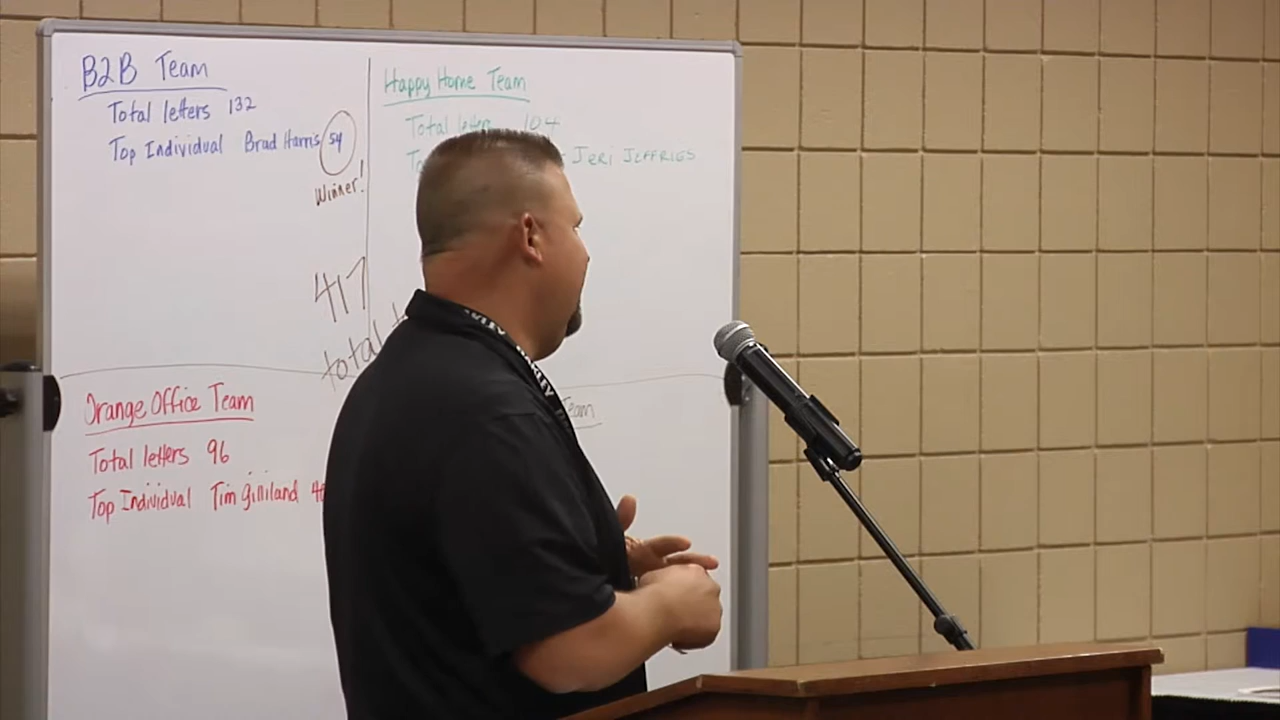 B2B Team
Total letters 132
Top Individual Brad Harris 54
Winner!
Happy Home Team
Total letters 104
Jeri Jeffries
417
total
Orange Office Team
Total letters 96
Top Individual Tim Gilliland
Team